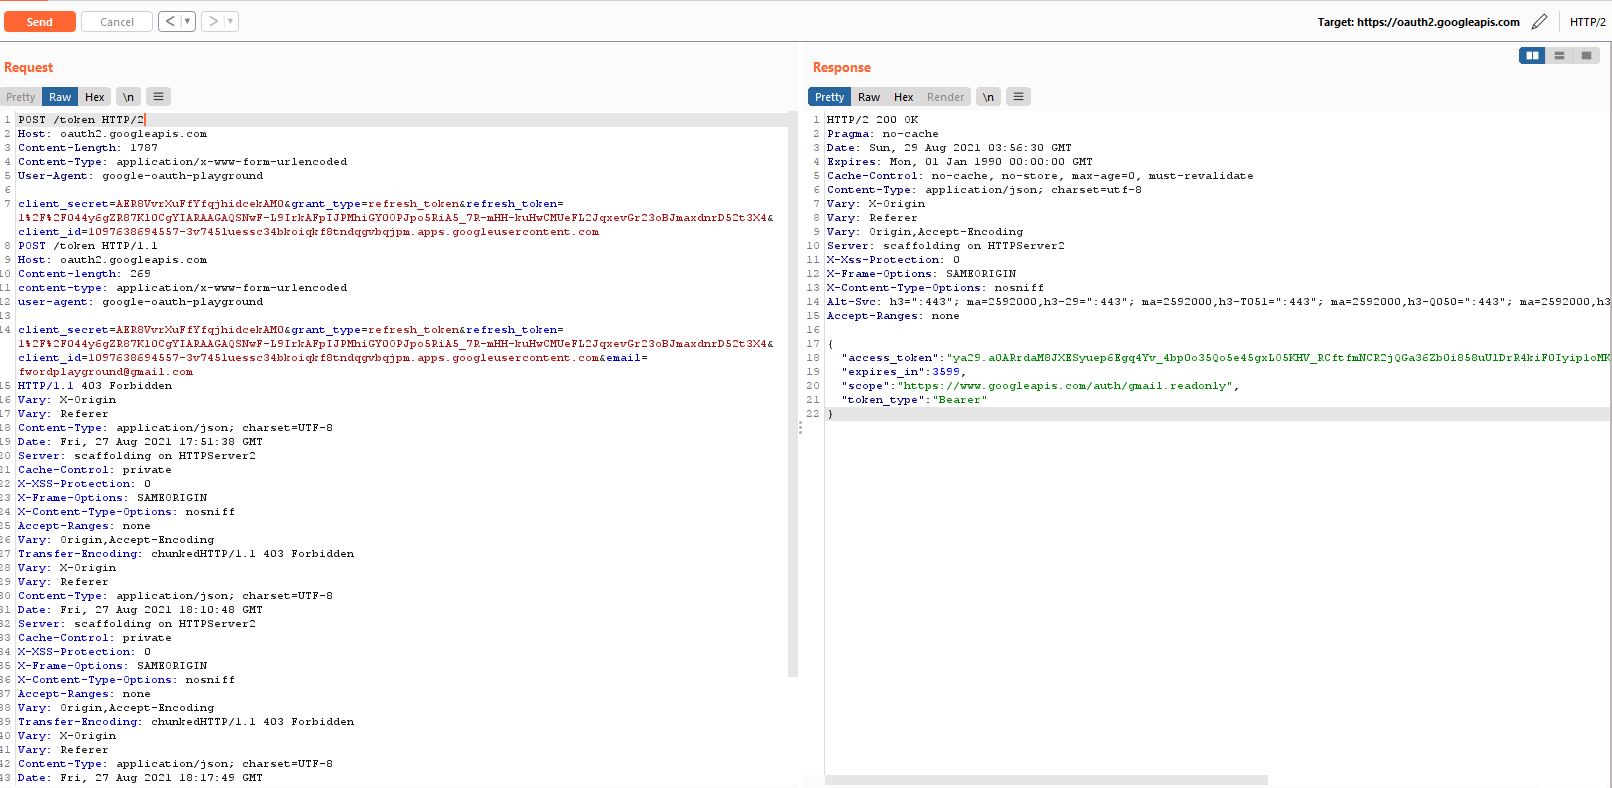 Send Cancel < ▼ > ▼ Target: https://oauth2.googleapis.com HTTP/2
Request
Pretty Raw Hex \n
1 POST /token HTTP/2
2 Host: oauth2.googleapis.com
3 Content-Length: 1787
4 Content-Type: application/x-www-form-urlencoded
5 User-Agent: google-oauth-playground
6
7 client_secret=AER8VvrXuFfYfqjhidcekAM0&grant_type=refresh_token&refresh_token=
client_id=1097638694557-3v745luessc34bkoiqkf8tndqgvbqjpm.apps.googleusercontent.com
8 POST /token HTTP/1.1
9 Host: oauth2.googleapis.com
10 Content-length: 269
11 content-type: application/x-www-form-urlencoded
12 user-agent: google-oauth-playground
13
14 client_secret=AER8VvrXuFfYfqjhidcekAM0&grant_type=refresh_token&refresh_token=
client_id=1097638694557-3v745luessc34bkoiqkf8tndqgvbqjpm.apps.googleusercontent.com&email=
fwordplayground@gmail.com
15 HTTP/1.1 403 Forbidden
16 Vary: X-Origin
17 Vary: Referer
18 Content-Type: application/json; charset=UTF-8
19 Date: Fri, 27 Aug 2021 17:51:38 GMT
20 Server: scaffolding on HTTPServer2
21 Cache-Control: private
22 X-XSS-Protection: 0
23 X-Frame-Options: SAMEORIGIN
24 X-Content-Type-Options: nosniff
25 Accept-Ranges: none
26 Vary: Origin,Accept-Encoding
27 Transfer-Encoding: chunkedHTTP/1.1 403 Forbidden
28 Vary: X-Origin
29 Vary: Referer
30 Content-Type: application/json; charset=UTF-8
31 Date: Fri, 27 Aug 2021 18:10:48 GMT
32 Server: scaffolding on HTTPServer2
33 Cache-Control: private
34 X-XSS-Protection: 0
35 X-Frame-Options: SAMEORIGIN
36 X-Content-Type-Options: nosniff
37 Accept-Ranges: none
38 Vary: Origin,Accept-Encoding
39 Transfer-Encoding: chunkedHTTP/1.1 403 Forbidden
40 Vary: X-Origin
41 Vary: Referer
42 Content-Type: application/json; charset=UTF-8
43 Date: Fri, 27 Aug 2021 18:17:49 GMT
Response
Pretty Raw Hex Render \n
1 HTTP/2 200 OK
2 Pragma: no-cache
3 Date: Sun, 29 Aug 2021 03:56:30 GMT
4 Expires: Mon, 01 Jan 1990 00:00:00 GMT
5 Cache-Control: no-cache, no-store, max-age=0, must-revalidate
6 Content-Type: application/json; charset=utf-8
7 Vary: X-Origin
8 Vary: Referer
9 Vary: Origin,Accept-Encoding
10 Server: scaffolding on HTTPServer2
11 X-Xss-Protection: 0
12 X-Frame-Options: SAMEORIGIN
13 X-Content-Type-Options: nosniff
14 Alt-Svc: h3=":443"; ma=2592000,h3-29=":443"; ma=2592000,h3-T051=":443"; ma=2592000,h3-Q050=":443"; ma=2592000,h3
15 Accept-Ranges: none
16
17 {
18 "access_token":
19 "expires_in":3599,
20 "scope":"https://www.googleapis.com/auth/gmail.readonly",
21 "token_type":"Bearer"
22 }